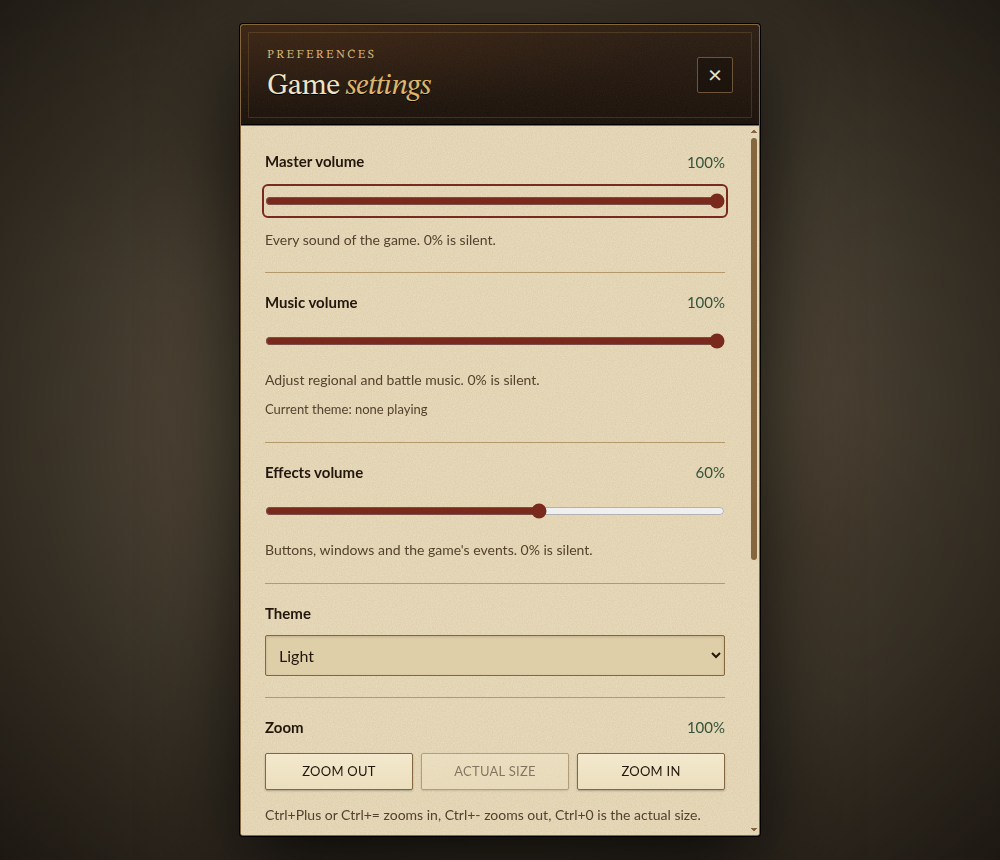 PREFERENCES
Game settings
✕
Master volume 100%
Every sound of the game. 0% is silent.
Music volume 100%
Adjust regional and battle music. 0% is silent.
Current theme: none playing
Effects volume 60%
Buttons, windows and the game's events. 0% is silent.
Theme
Light
Zoom 100%
ZOOM OUT ACTUAL SIZE ZOOM IN
Ctrl+Plus or Ctrl+= zooms in, Ctrl+- zooms out, Ctrl+0 is the actual size.